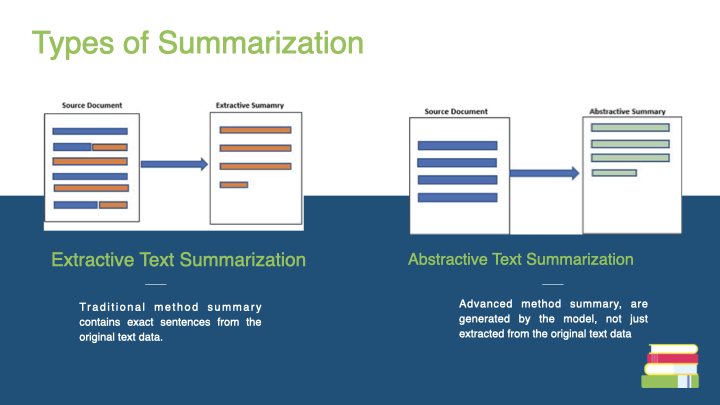 Types of Summarization
Source Document
Extractive Sumamry
Source Document
Abstractive Summary
Extractive Text Summarization
Traditional method summary
contains exact sentences from the
original text data.
Abstractive Text Summarization
Advanced method summary, are
generated by the model, not just
extracted from the original text data